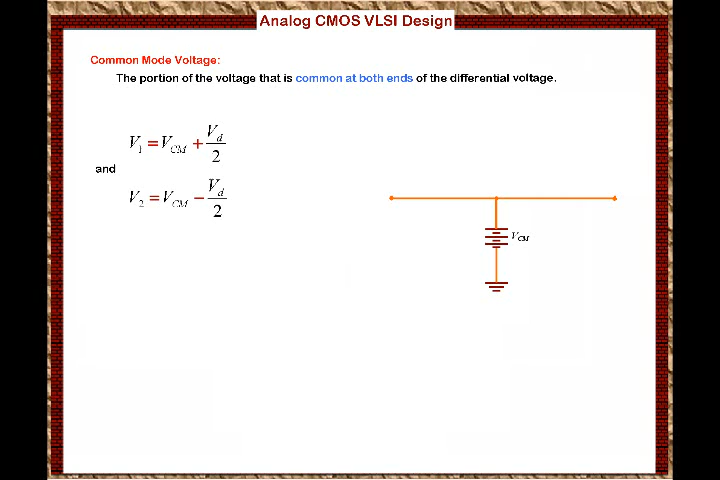 Analog CMOS VLSI Design
Common Mode Voltage:
The portion of the voltage that is common at both ends of the differential voltage.
V₁ = V_CM + V_d/2
and
V₂ = V_CM − V_d/2
V_CM